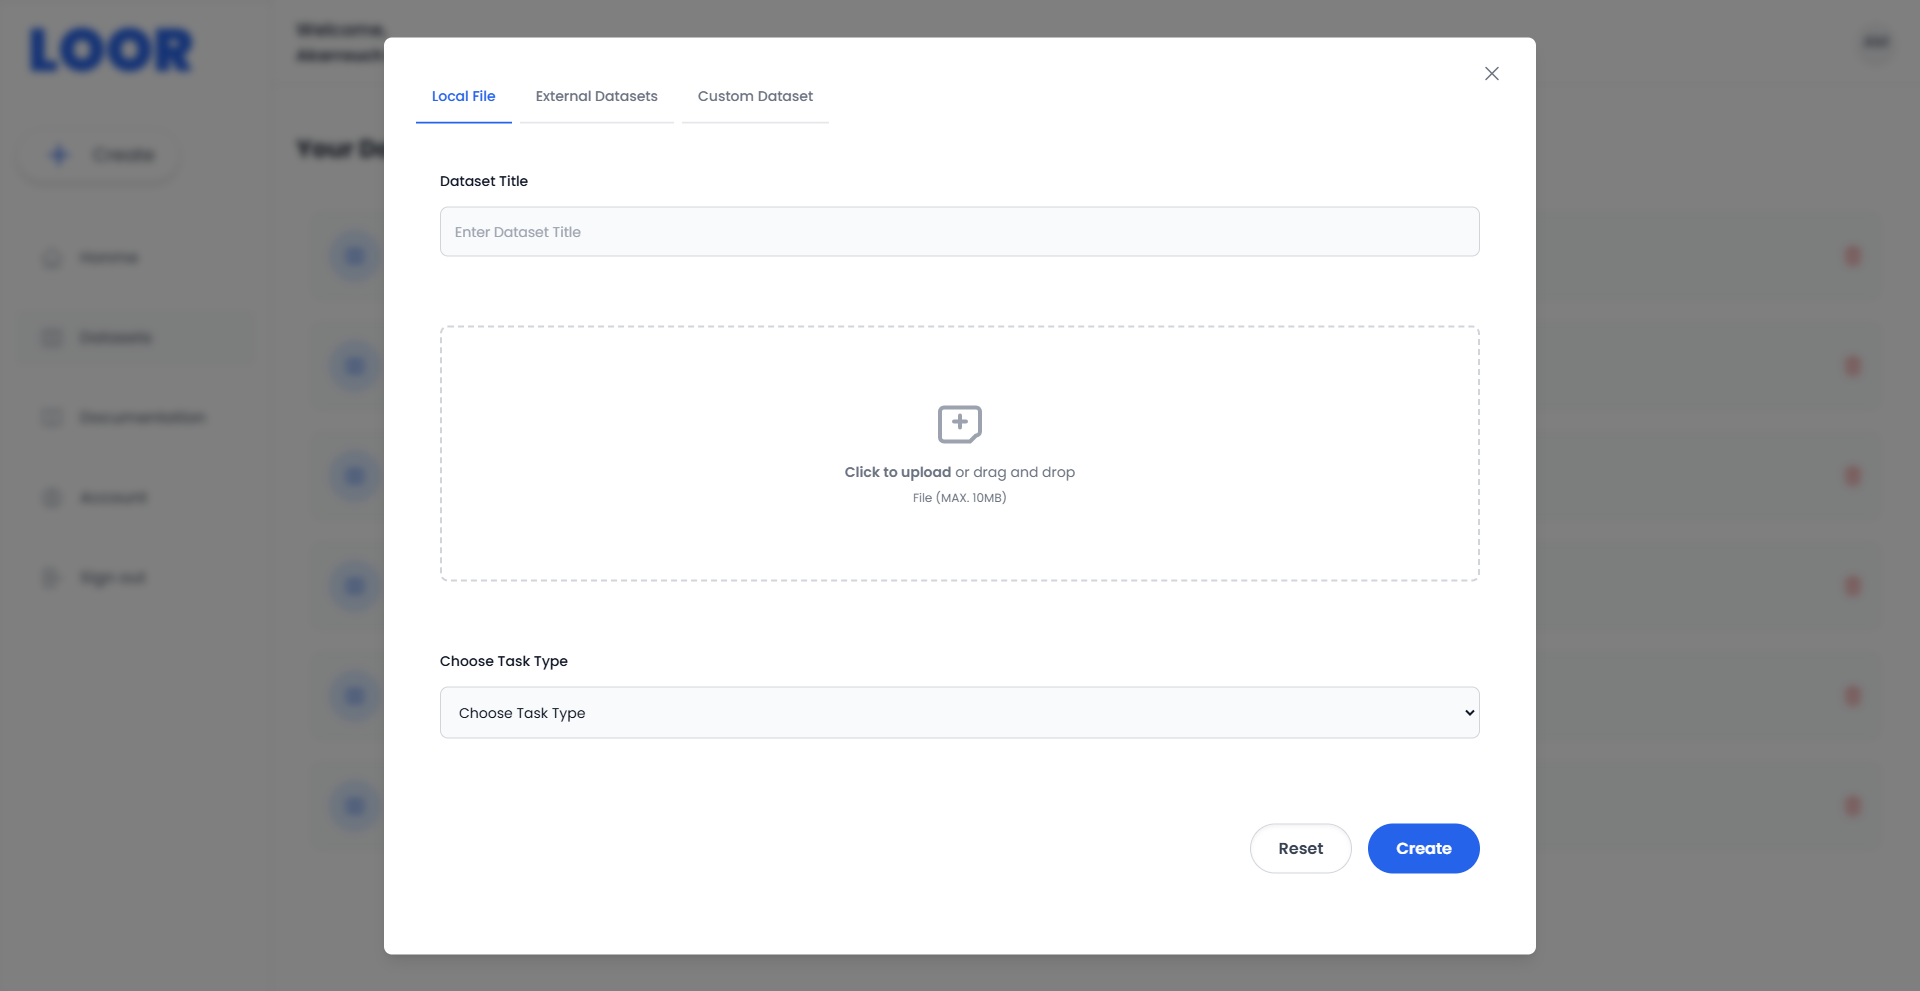 LOOR
Welcome,
Your Da
Create
Home
Datasets
Documentation
Account
Sign out
Local File
External Datasets
Custom Dataset
Dataset Title
Enter Dataset Title
Click to upload or drag and drop
File (MAX. 10MB)
Choose Task Type
Choose Task Type
Reset
Create